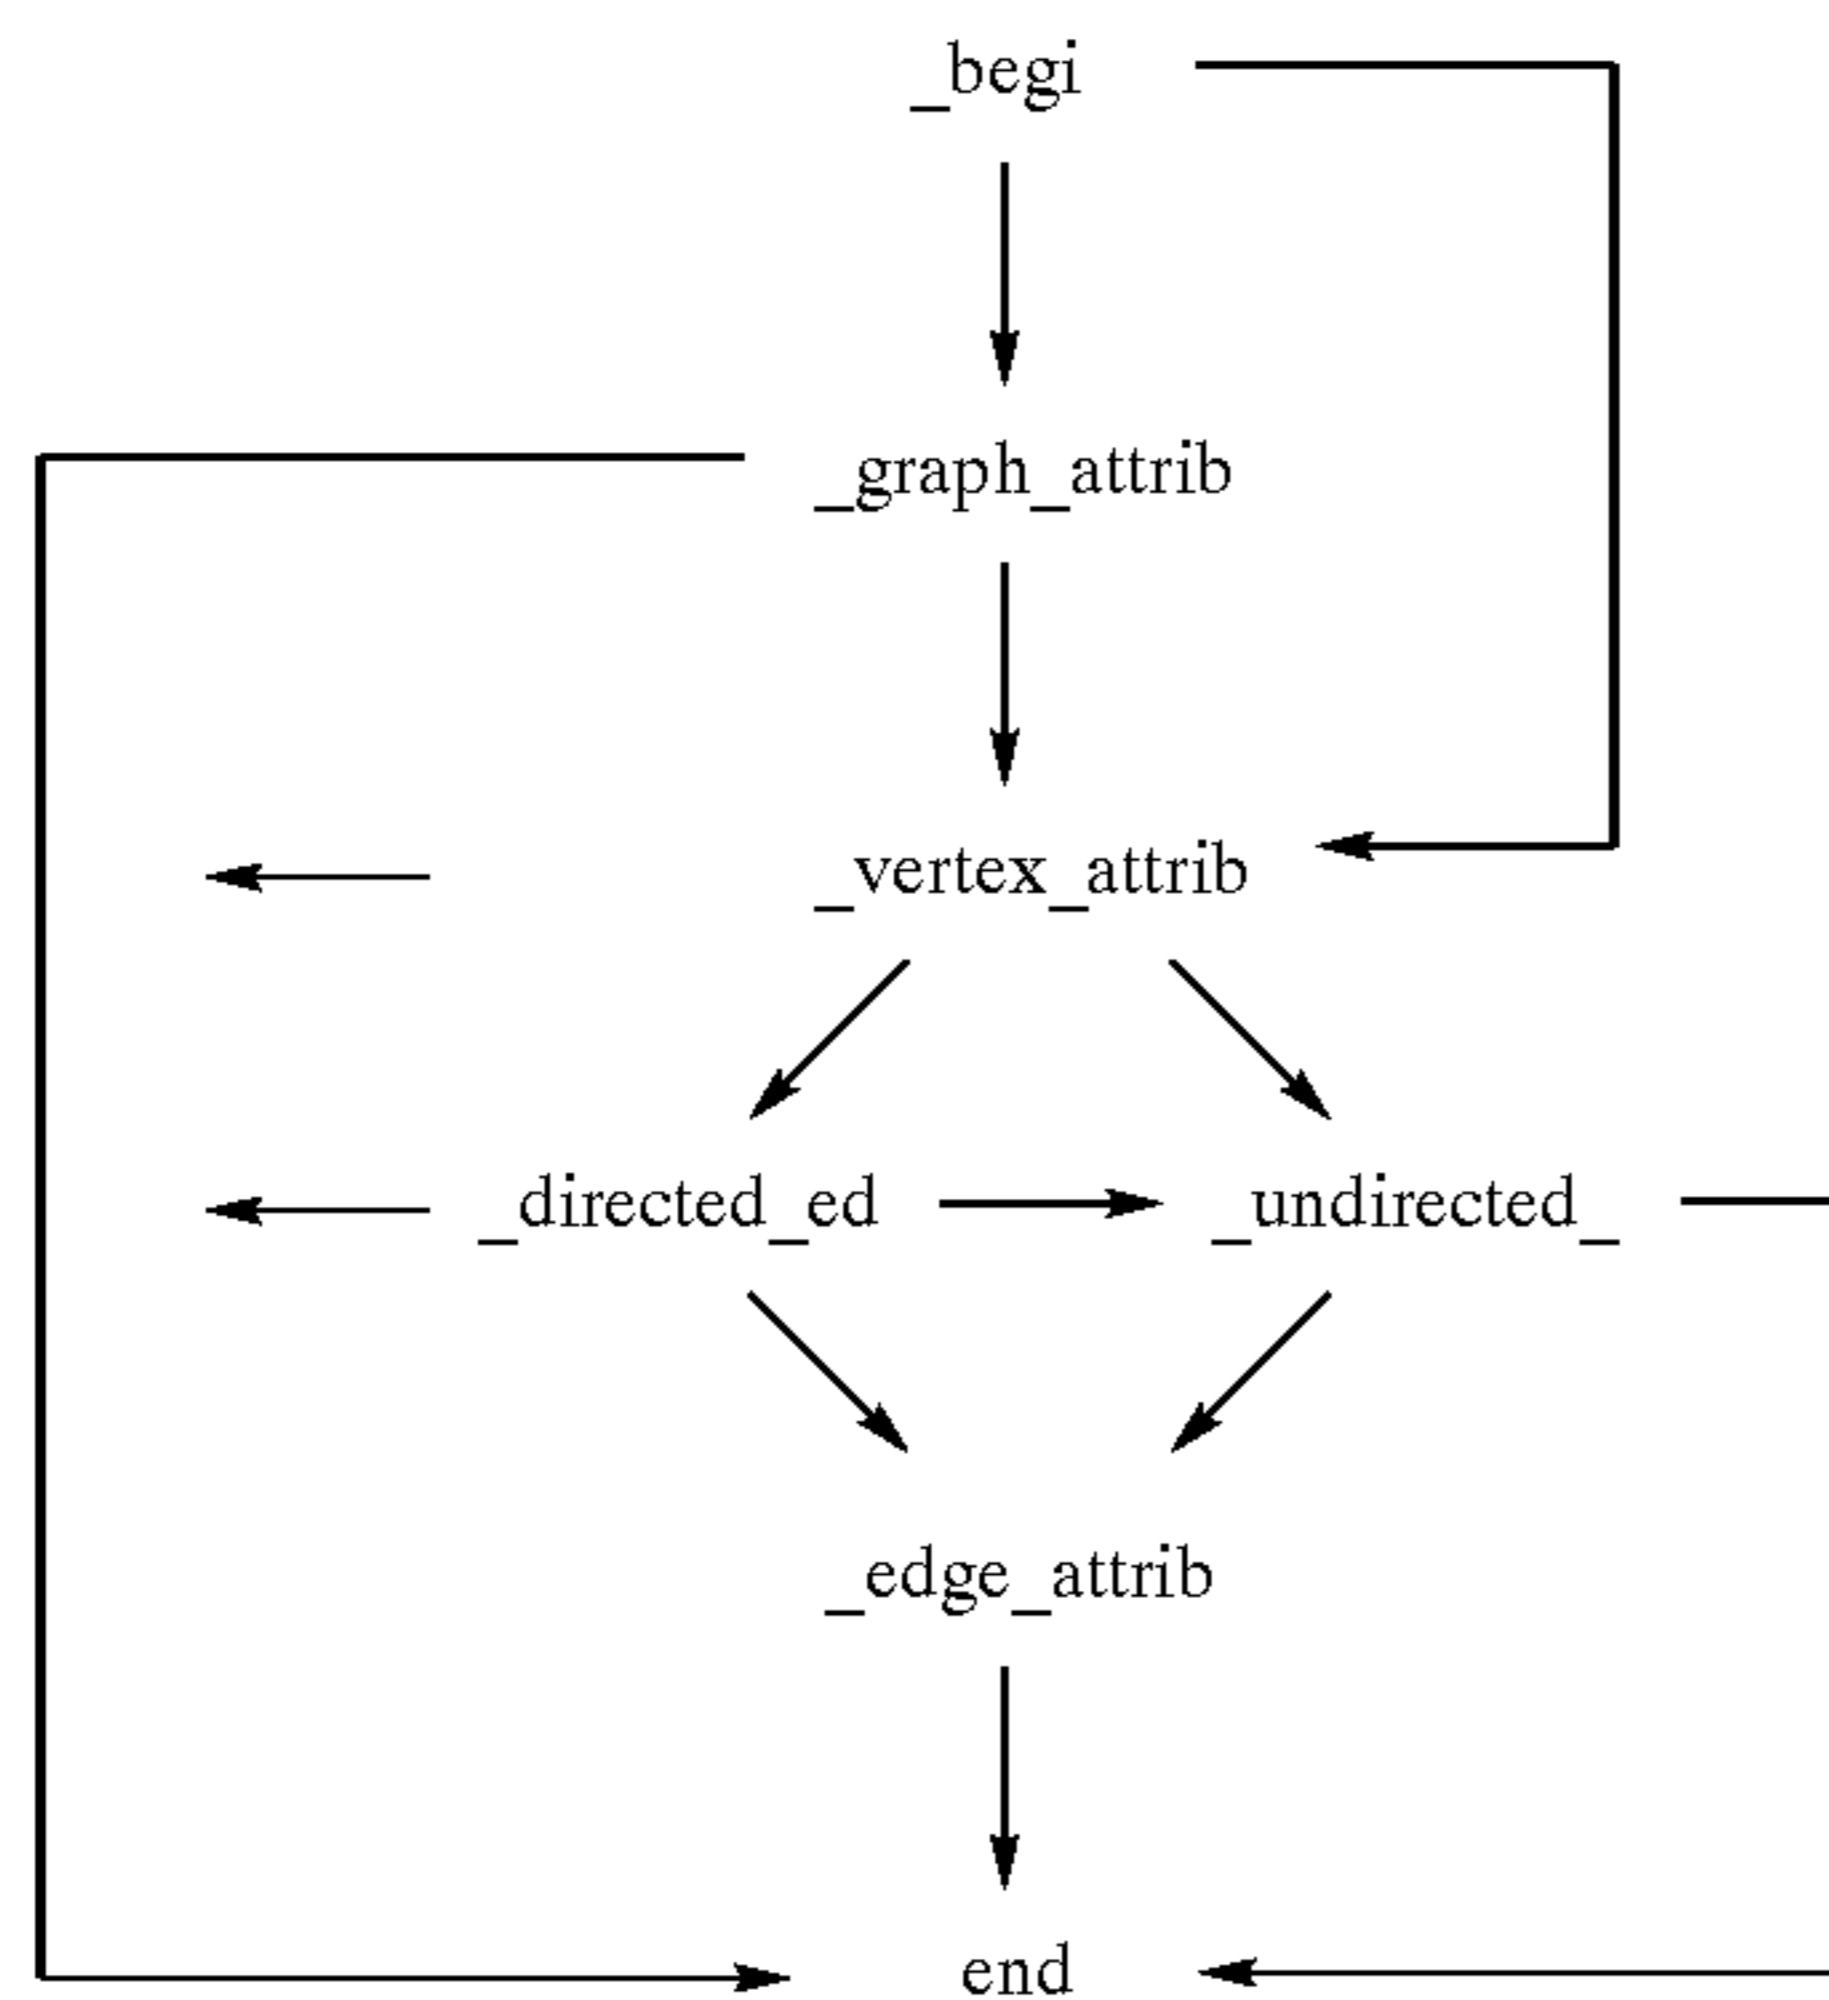 _begi
_graph_attrib
_vertex_attrib
_directed_ed
_undirected_
_edge_attrib
end